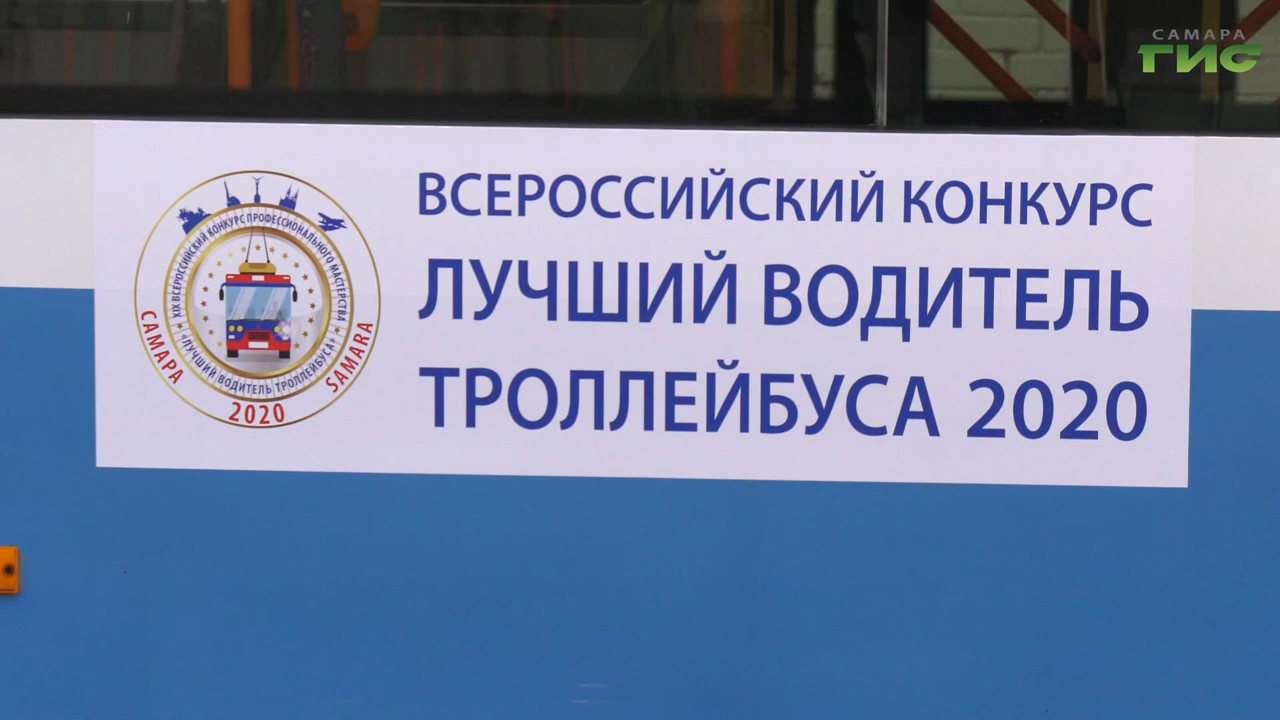 САМАРА
ГИС
ВСЕРОССИЙСКИЙ КОНКУРС
ЛУЧШИЙ ВОДИТЕЛЬ
ТРОЛЛЕЙБУСА 2020
XIX ВСЕРОССИЙСКИЙ КОНКУРС ПРОФЕССИОНАЛЬНОГО МАСТЕРСТВА
«ЛУЧШИЙ ВОДИТЕЛЬ ТРОЛЛЕЙБУСА»
САМАРА
2020
SAMARA